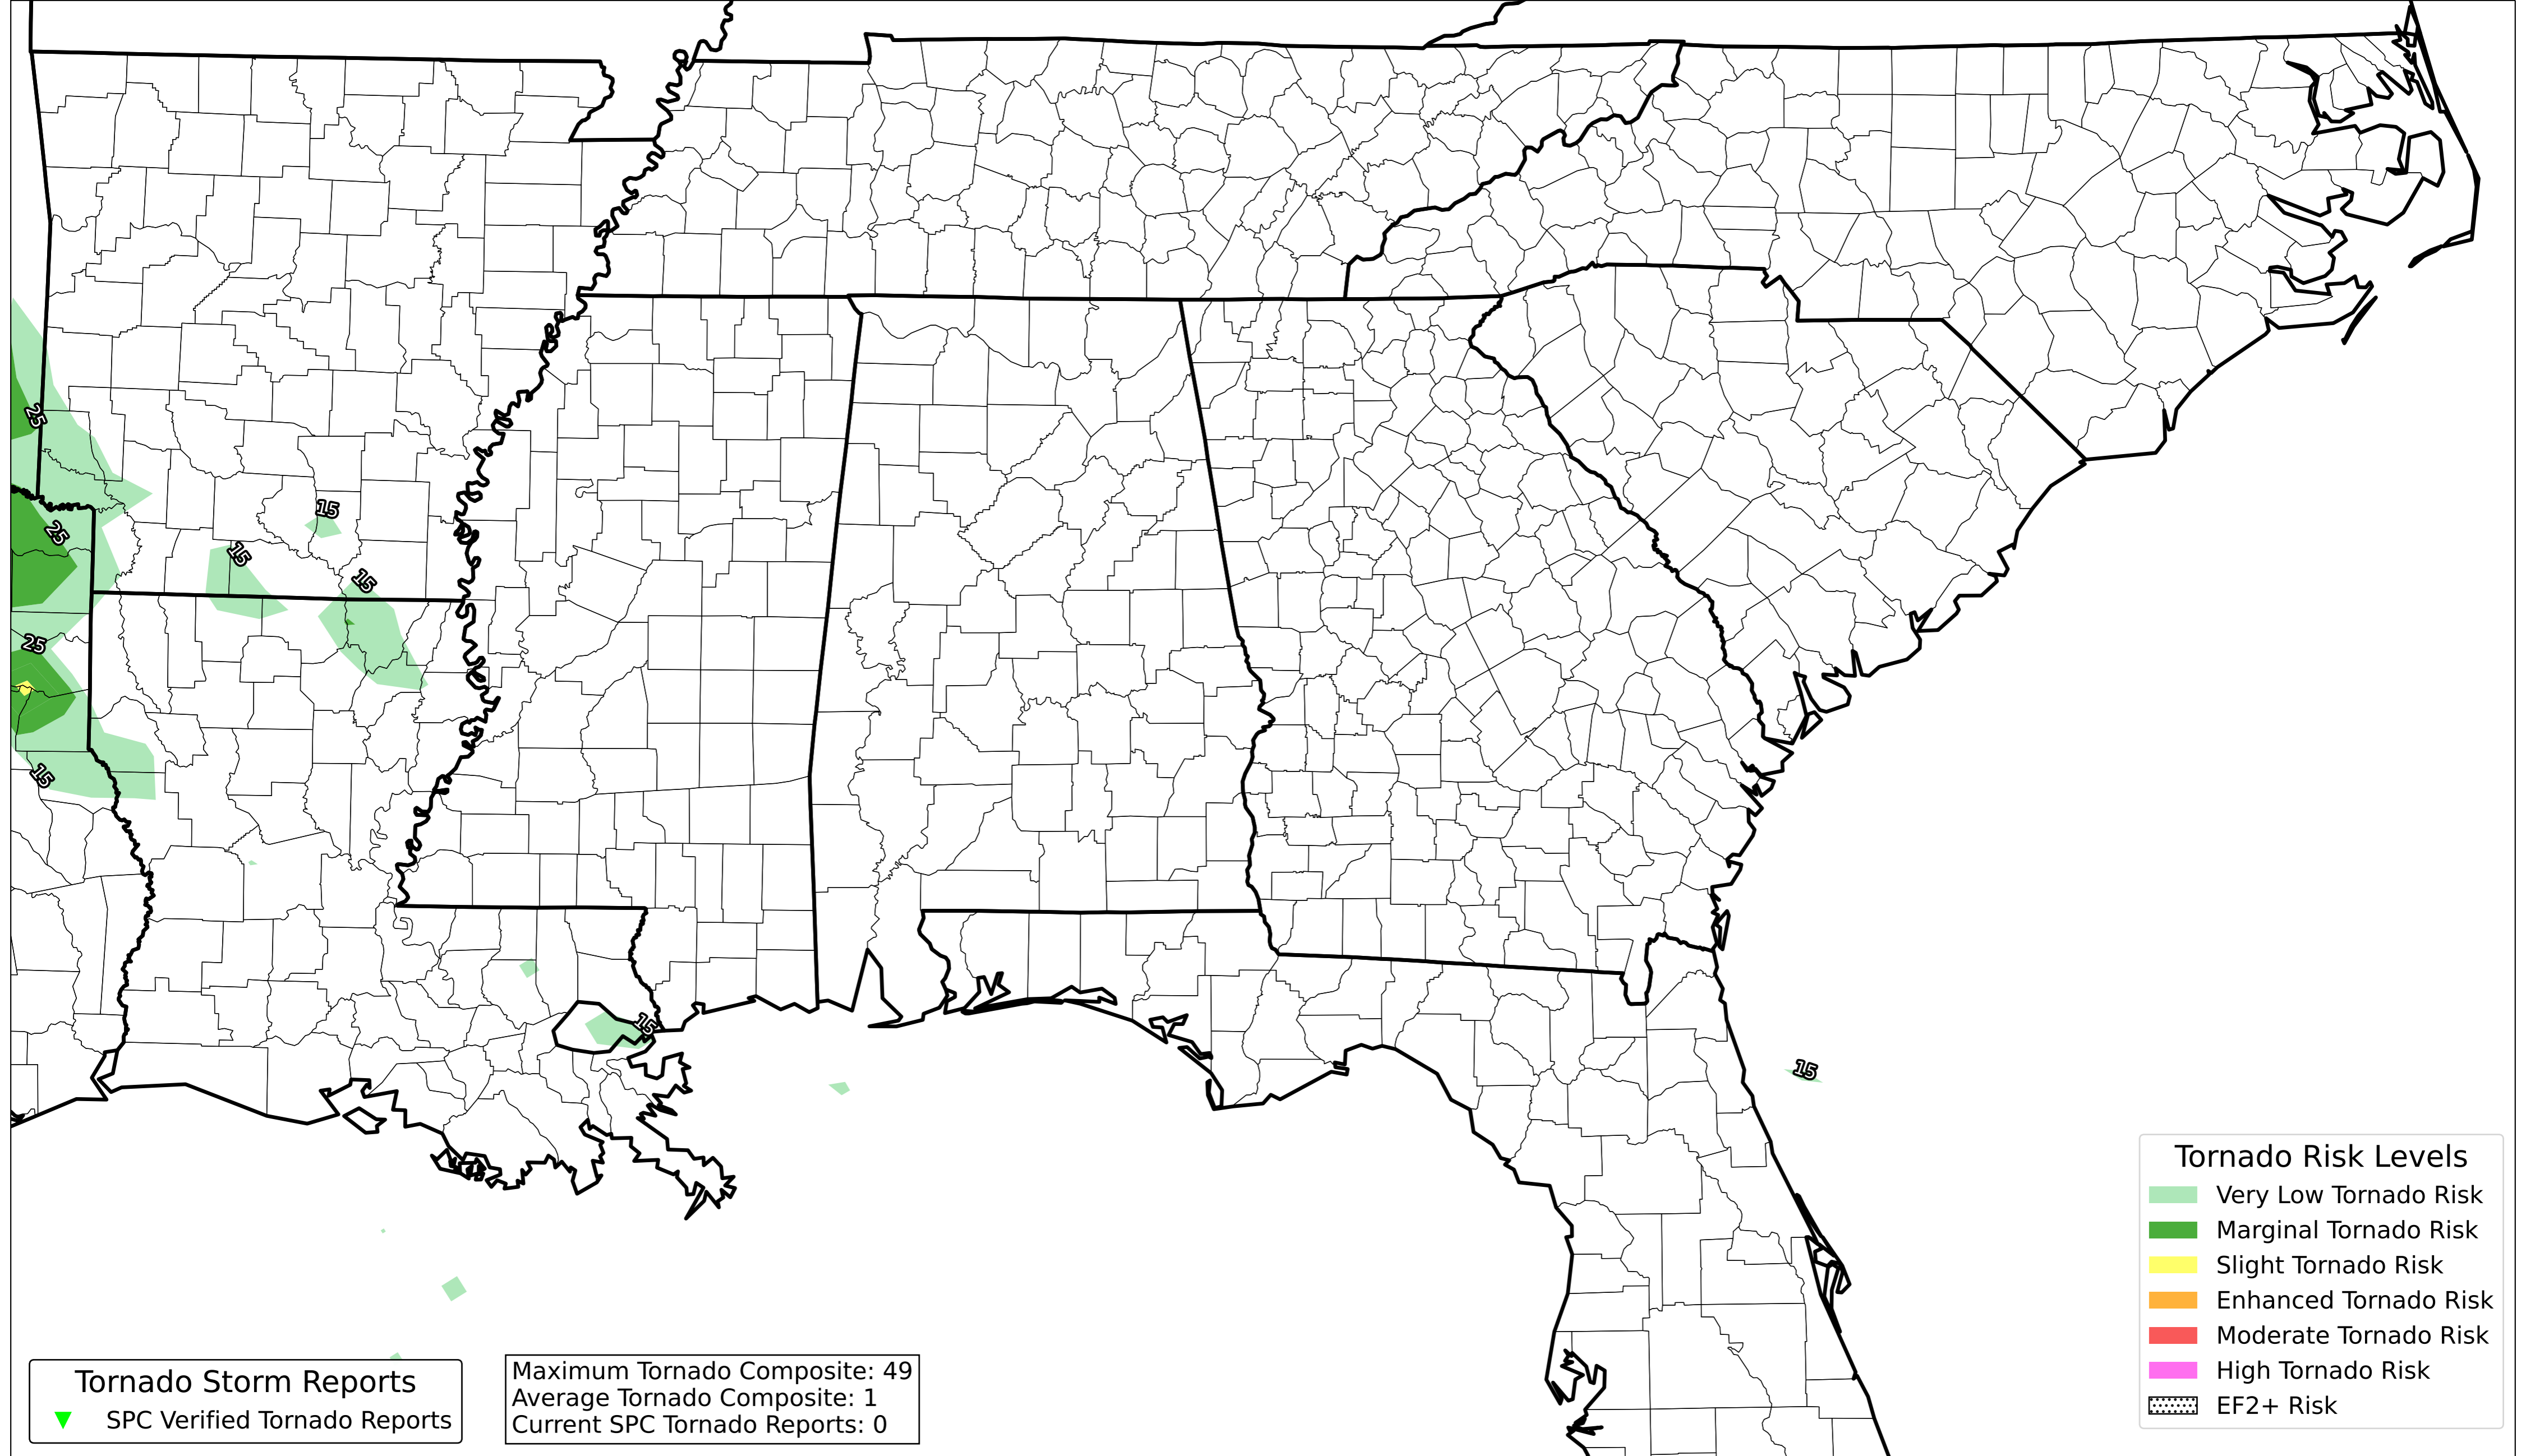 25
15
25
15
15
25
15
15
15
Tornado Risk Levels
Very Low Tornado Risk
Marginal Tornado Risk
Slight Tornado Risk
Enhanced Tornado Risk
Moderate Tornado Risk
High Tornado Risk
EF2+ Risk
Tornado Storm Reports
SPC Verified Tornado Reports
Maximum Tornado Composite: 49
Average Tornado Composite: 1
Current SPC Tornado Reports: 0